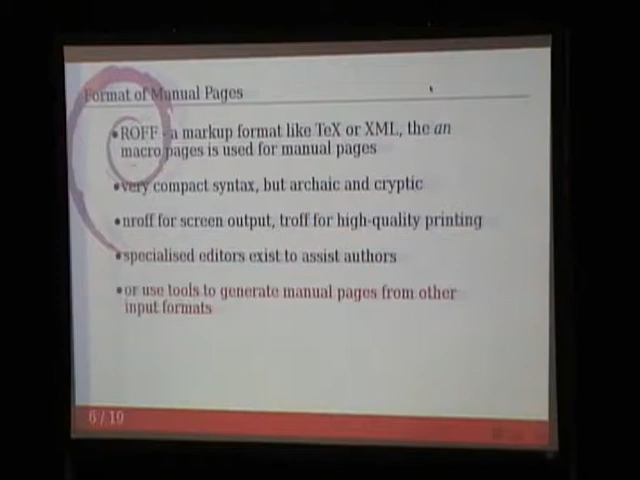 Format of Manual Pages
•ROFF - a markup format like TeX or XML, the an
macro pages is used for manual pages
•very compact syntax, but archaic and cryptic
•nroff for screen output, troff for high-quality printing
•specialised editors exist to assist authors
•or use tools to generate manual pages from other
input formats
6 / 19